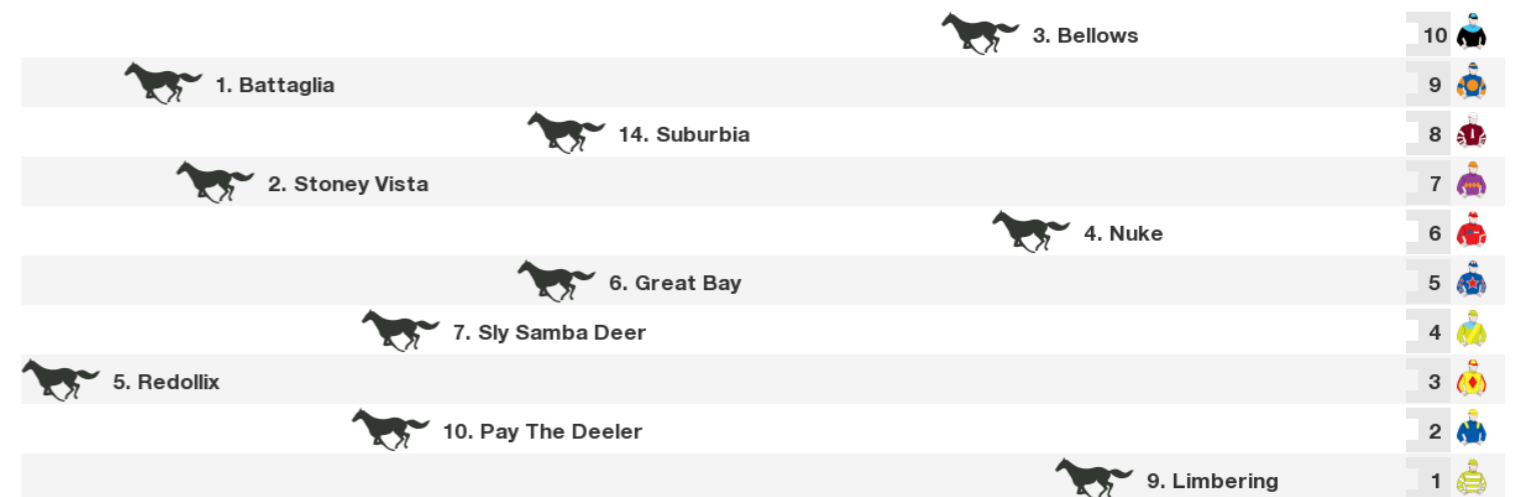 3. Bellows 10
1. Battaglia 9
14. Suburbia 8
2. Stoney Vista 7
4. Nuke 6
6. Great Bay 5
7. Sly Samba Deer 4
5. Redollix 3
10. Pay The Deeler 2
9. Limbering 1